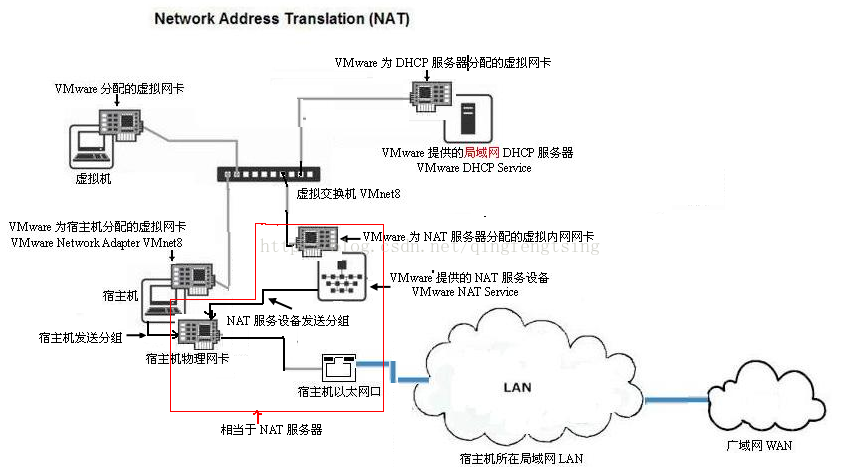 Network Address Translation (NAT)
VMware 为 DHCP 服务器分配的虚拟网卡
VMware 分配的虚拟网卡
虚拟机
VMware 提供的局域网 DHCP 服务器
VMware DHCP Service
虚拟交换机 VMnet8
VMware 为宿主机分配的虚拟网卡
VMware Network Adapter VMnet8
VMware 为 NAT 服务器分配的虚拟内网网卡
http://blog.csdn.net/qingfengtsing
VMware 提供的 NAT 服务设备
VMware NAT Service
宿主机
NAT 服务设备发送分组
宿主机发送分组
宿主机物理网卡
宿主机以太网口
LAN
相当于 NAT 服务器
宿主机所在局域网 LAN
广域网 WAN